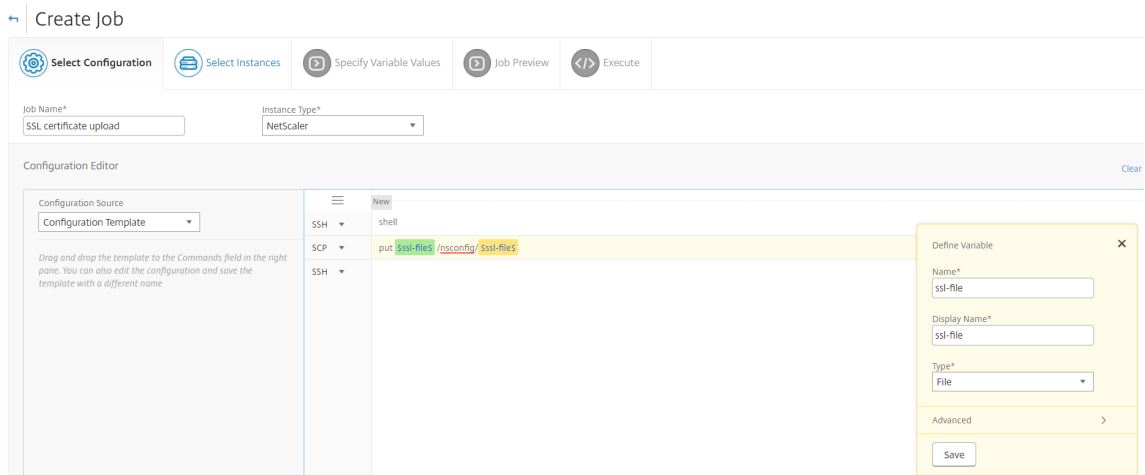 Create Job
Select Configuration
Select Instances
Specify Variable Values
Job Preview
Execute
Job Name*
Instance Type*
SSL certificate upload
NetScaler
Configuration Editor
Clear
Configuration Source
Configuration Template
Drag and drop the template to the Commands field in the right
pane. You can also edit the configuration and save the
template with a different name
New
SSH shell
SCP put $ssl-file$ /nsconfig/ $ssl-file$
SSH
Define Variable
Name*
ssl-file
Display Name*
ssl-file
Type*
File
Advanced
Save